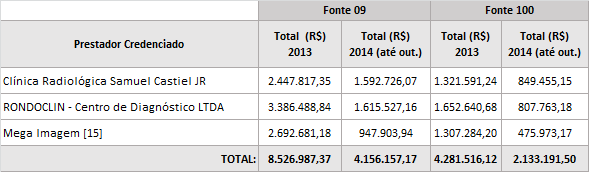 Fonte 09 Fonte 100
Prestador Credenciado Total (R$) 2013 Total (R$) 2014 (até out.) Total (R$) 2013 Total (R$) 2014 (até out.)
Clínica Radiológica Samuel Castiel JR 2.447.817,35 1.592.726,07 1.321.591,24 849.455,15
RONDOCLIN - Centro de Diagnóstico LTDA 3.386.488,84 1.615.527,16 1.652.640,68 807.763,18
Mega Imagem [15] 2.692.681,18 947.903,94 1.307.284,20 475.973,17
TOTAL: 8.526.987,37 4.156.157,17 4.281.516,12 2.133.191,50